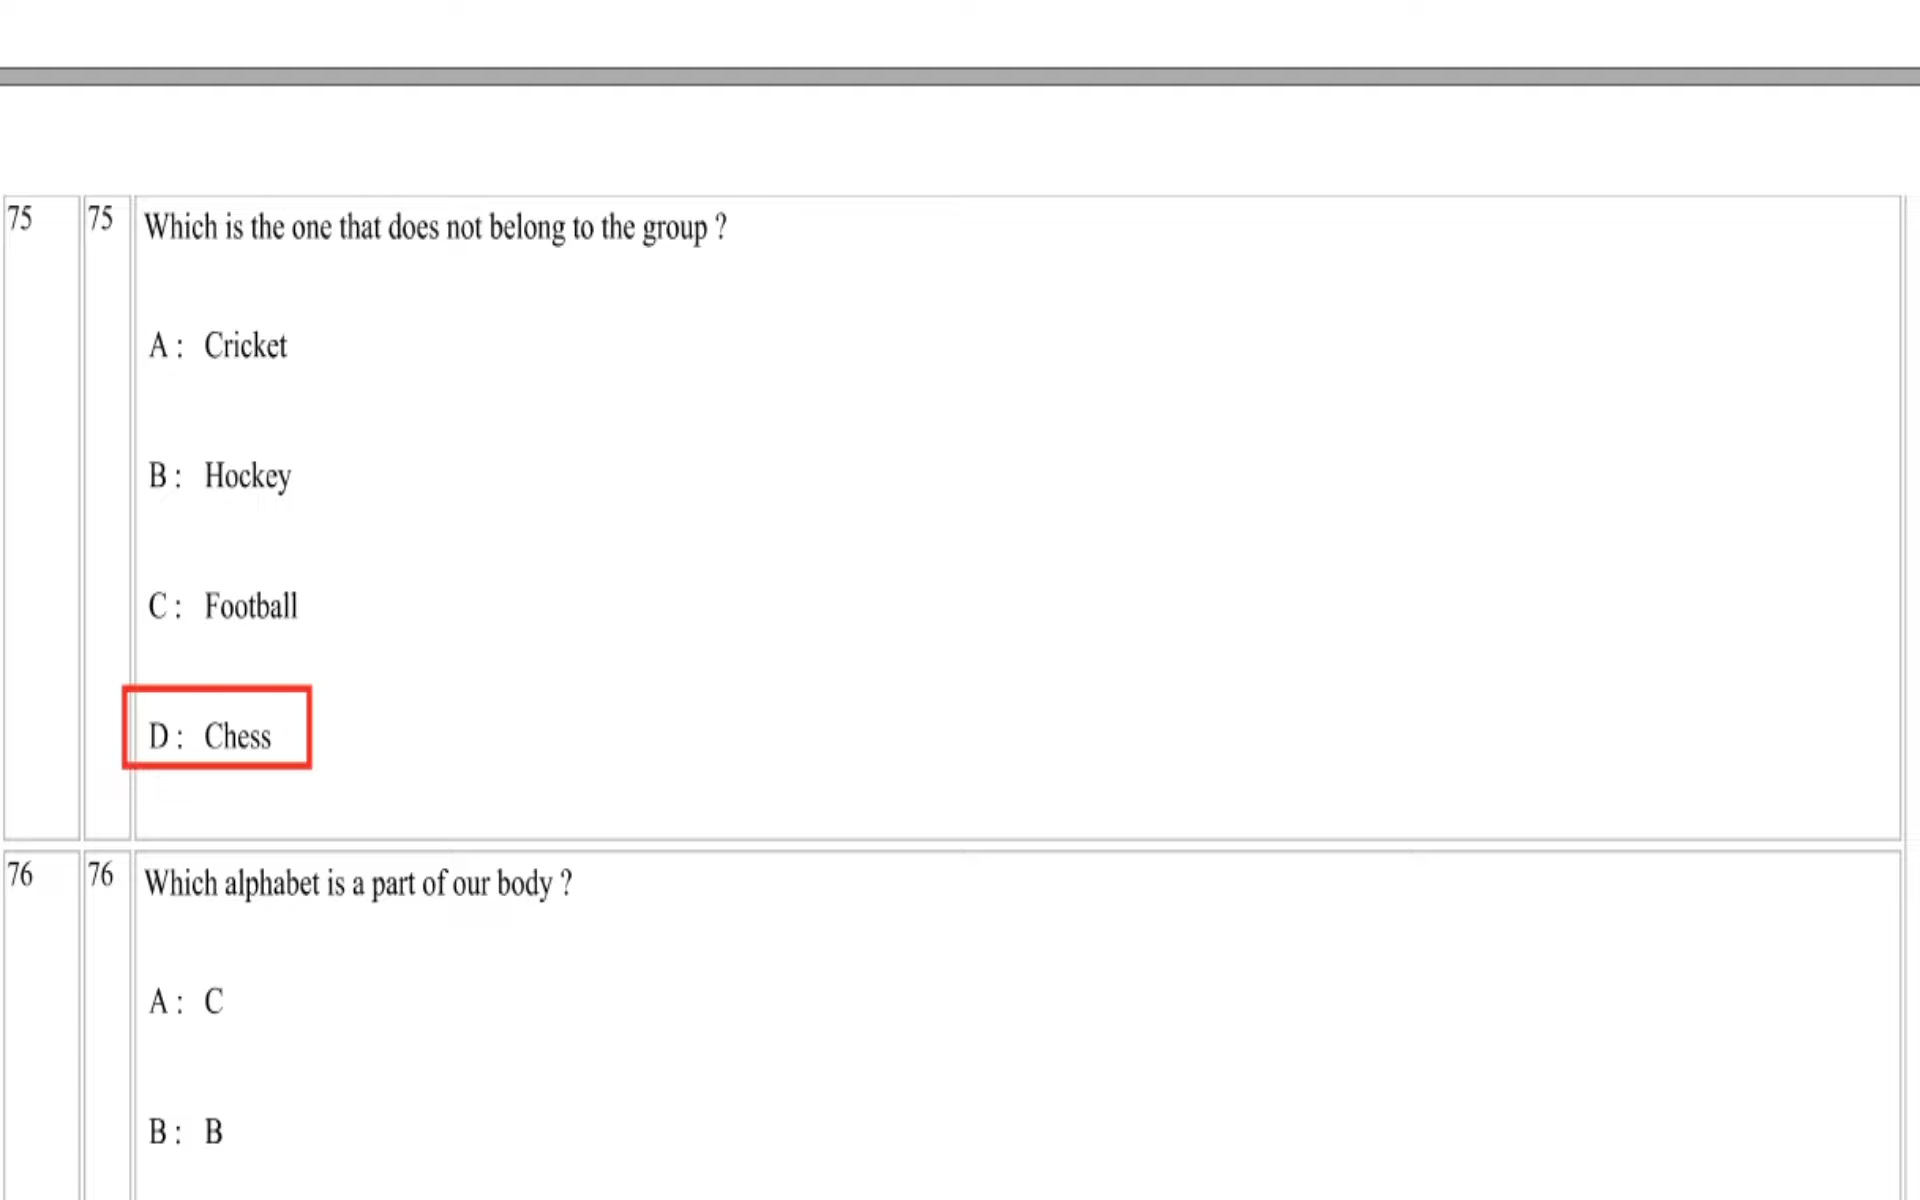 75 75 Which is the one that does not belong to the group ?
A : Cricket
B : Hockey
C : Football
D : Chess
76 76 Which alphabet is a part of our body ?
A : C
B : B